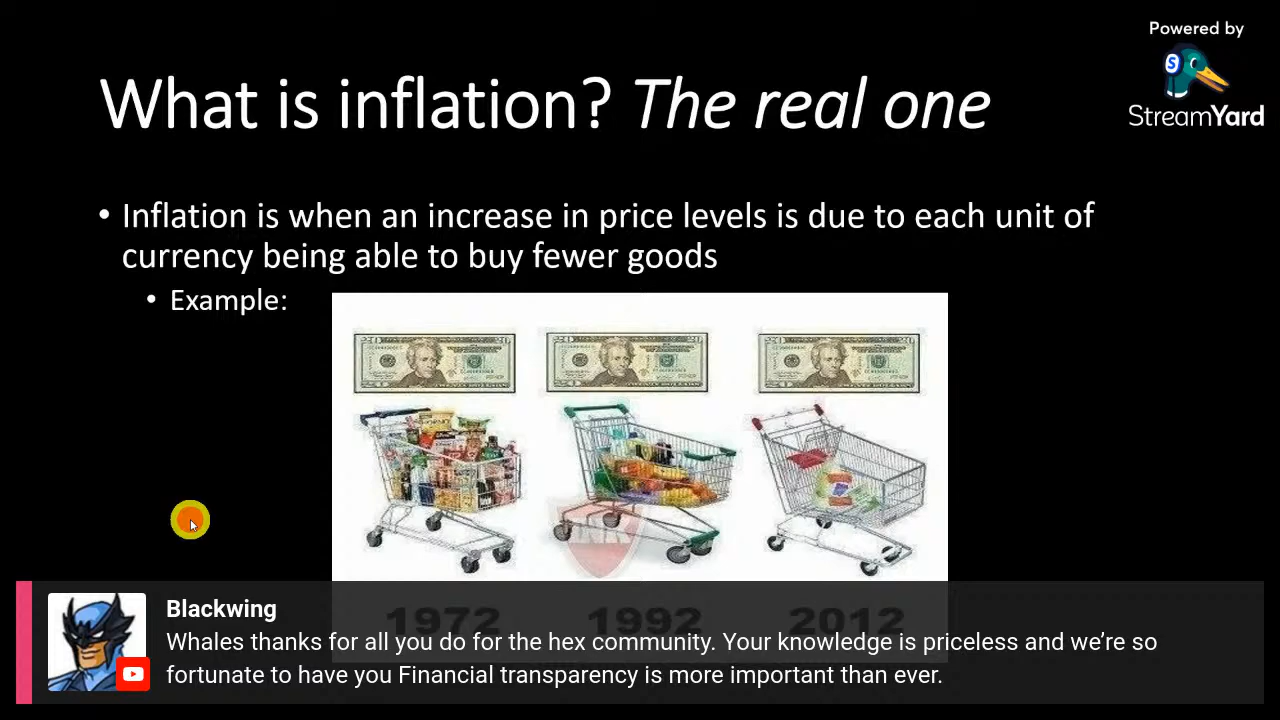 Powered by
StreamYard
What is inflation? The real one
• Inflation is when an increase in price levels is due to each unit of
currency being able to buy fewer goods
• Example:
1972 1992 2012
Blackwing
Whales thanks for all you do for the hex community. Your knowledge is priceless and we’re so
fortunate to have you Financial transparency is more important than ever.